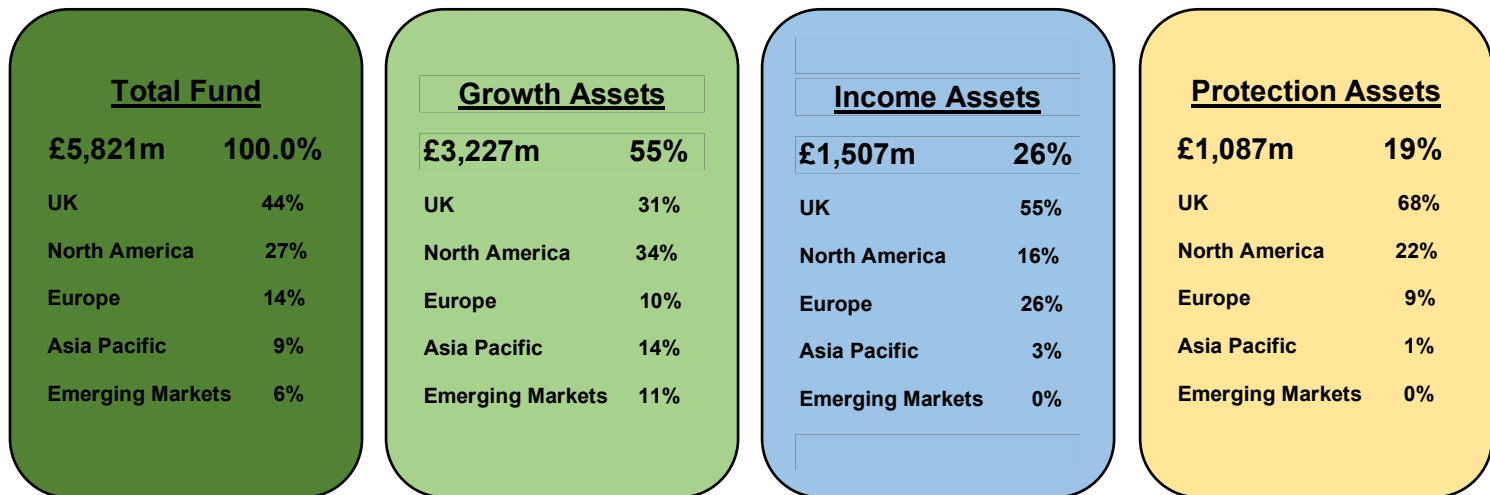 Total Fund
£5,821m 100.0%
UK 44%
North America 27%
Europe 14%
Asia Pacific 9%
Emerging Markets 6%
Growth Assets
£3,227m 55%
UK 31%
North America 34%
Europe 10%
Asia Pacific 14%
Emerging Markets 11%
Income Assets
£1,507m 26%
UK 55%
North America 16%
Europe 26%
Asia Pacific 3%
Emerging Markets 0%
Protection Assets
£1,087m 19%
UK 68%
North America 22%
Europe 9%
Asia Pacific 1%
Emerging Markets 0%